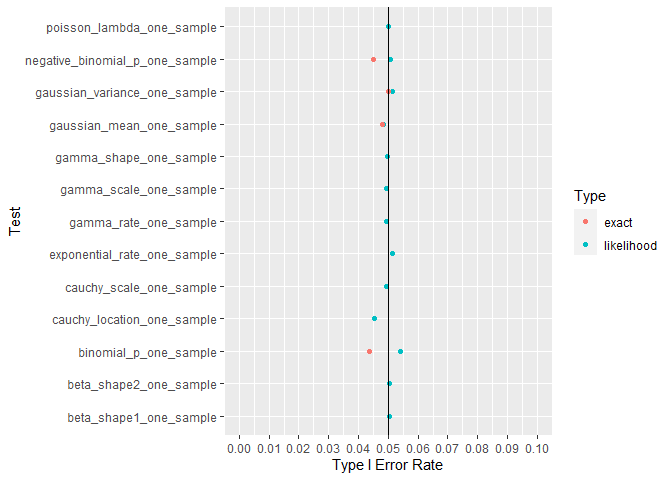 poisson_lambda_one_sample
negative_binomial_p_one_sample
gaussian_variance_one_sample
gaussian_mean_one_sample
gamma_shape_one_sample
gamma_scale_one_sample
gamma_rate_one_sample
exponential_rate_one_sample
cauchy_scale_one_sample
cauchy_location_one_sample
binomial_p_one_sample
beta_shape2_one_sample
beta_shape1_one_sample
Test
0.00 0.01 0.02 0.03 0.04 0.05 0.06 0.07 0.08 0.09 0.10
Type I Error Rate
Type
exact
likelihood